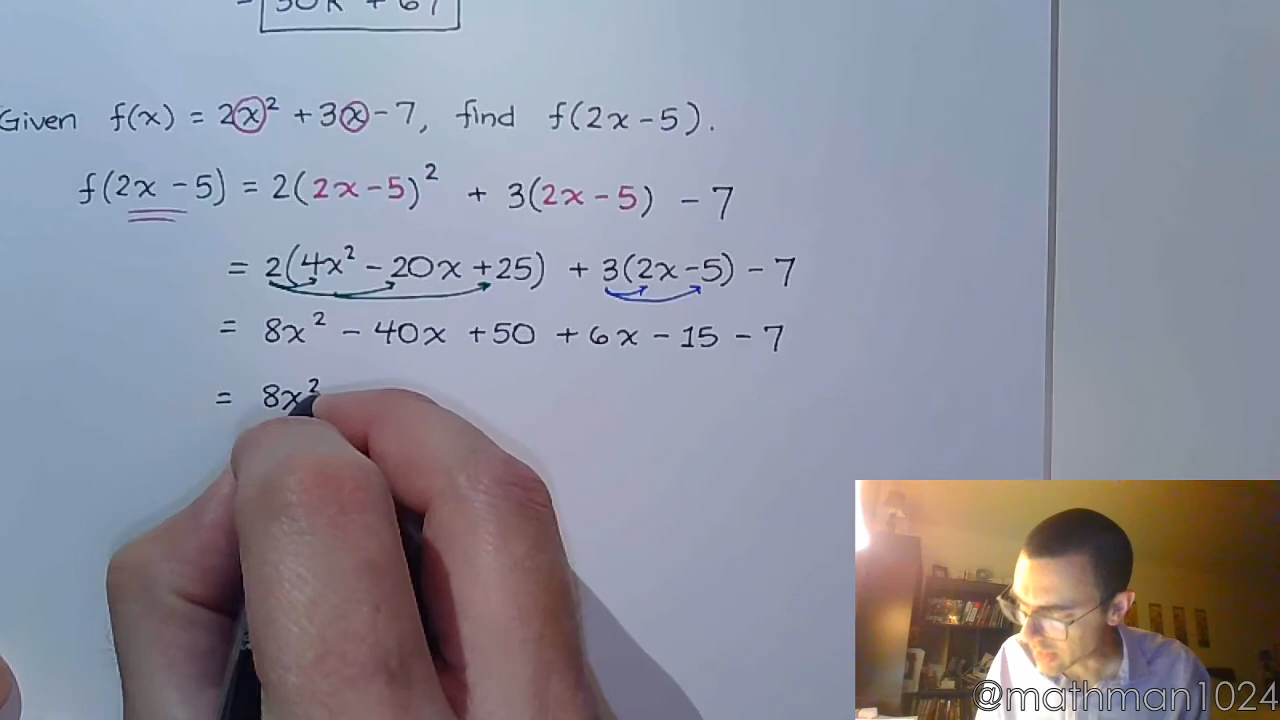 Given f(x) = 2x² + 3x - 7, find f(2x - 5).
f(2x - 5) = 2(2x - 5)² + 3(2x - 5) - 7
= 2(4x² - 20x + 25) + 3(2x - 5) - 7
= 8x² - 40x + 50 + 6x - 15 - 7
= 8x²
@mathman1024